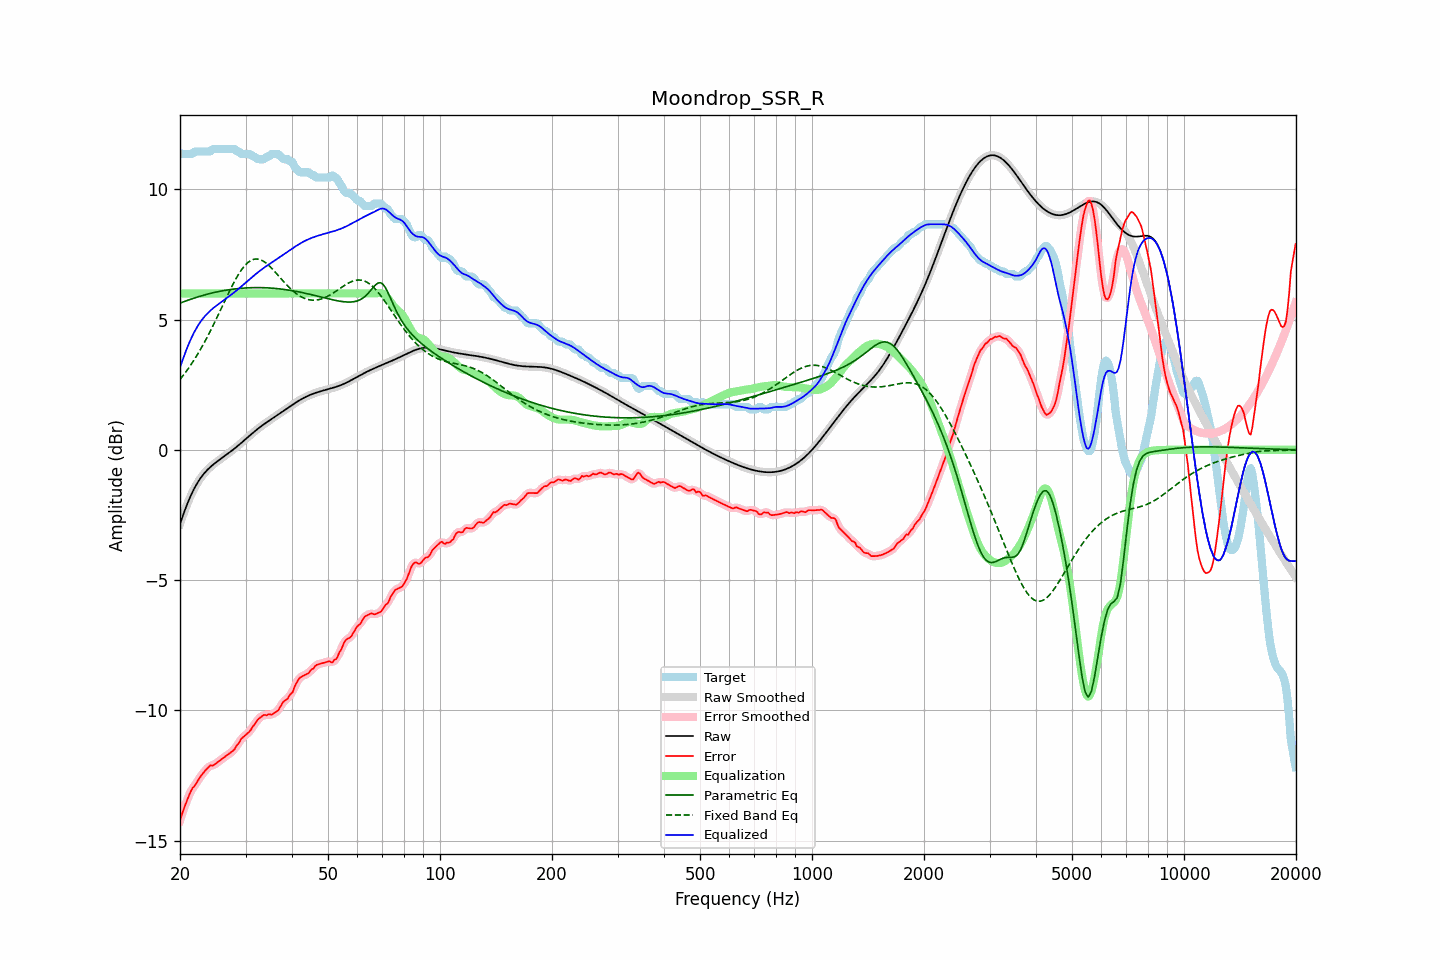 Moondrop_SSR_R
Amplitude (dBr)
10
5
0
−5
−10
−15
Target
Raw Smoothed
Error Smoothed
Raw
Error
Equalization
Parametric Eq
Fixed Band Eq
Equalized
20 50 100 200 500 1000 2000 5000 10000 20000
Frequency (Hz)